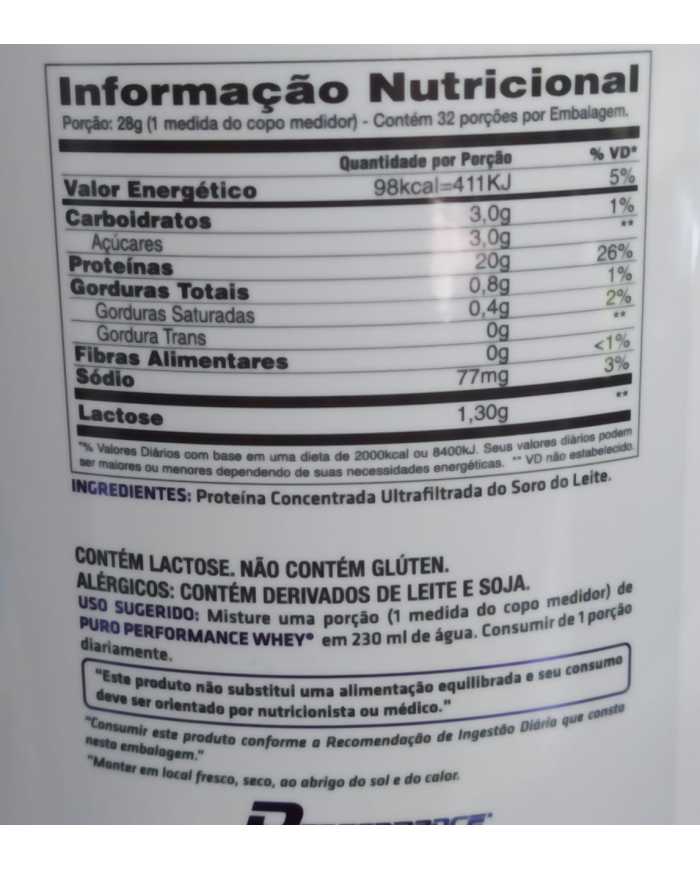 Informação Nutricional
Porção: 28g (1 medida do copo medidor) - Contém 32 porções por Embalagem.
Quantidade por Porção % VD*
Valor Energético 98kcal=411KJ 5%
Carboidratos 3,0g 1%
Açúcares 3,0g **
Proteínas 20g 26%
Gorduras Totais 0,8g 1%
Gorduras Saturadas 0,4g 2%
Gordura Trans 0g **
Fibras Alimentares 0g <1%
Sódio 77mg 3%
Lactose 1,30g **
*% Valores Diários com base em uma dieta de 2000kcal ou 8400kJ. Seus valores diários podem
ser maiores ou menores dependendo de suas necessidades energéticas. ** VD não estabelecido.
INGREDIENTES: Proteína Concentrada Ultrafiltrada do Soro do Leite.
CONTÉM LACTOSE. NÃO CONTÉM GLÚTEN.
ALÉRGICOS: CONTÉM DERIVADOS DE LEITE E SOJA.
USO SUGERIDO: Misture uma porção (1 medida do copo medidor) de
PURO PERFORMANCE WHEY® em 230 ml de água. Consumir de 1 porção
diariamente.
"Este produto não substitui uma alimentação equilibrada e seu consumo
deve ser orientado por nutricionista ou médico."
"Consumir este produto conforme a Recomendação de Ingestão Diária que consta
nesta embalagem."
"Manter em local fresco, seco, ao abrigo do sol e do calor.